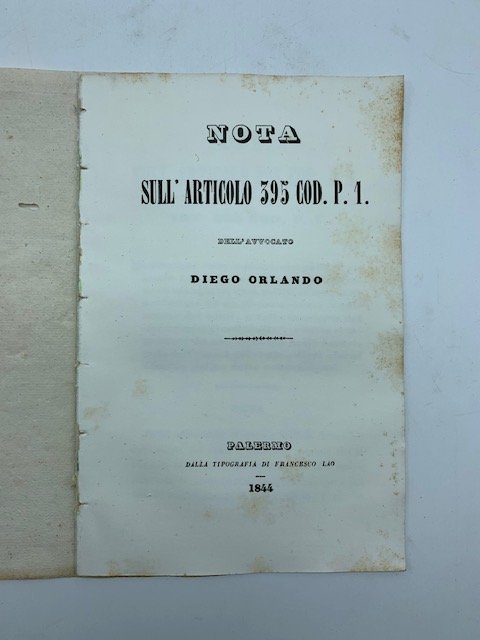 NOTA
SULL' ARTICOLO 395 COD. P. 1.
DELL'AVVOCATO
DIEGO ORLANDO
PALERMO
DALLA TIPOGRAFIA DI FRANCESCO LAO
1844